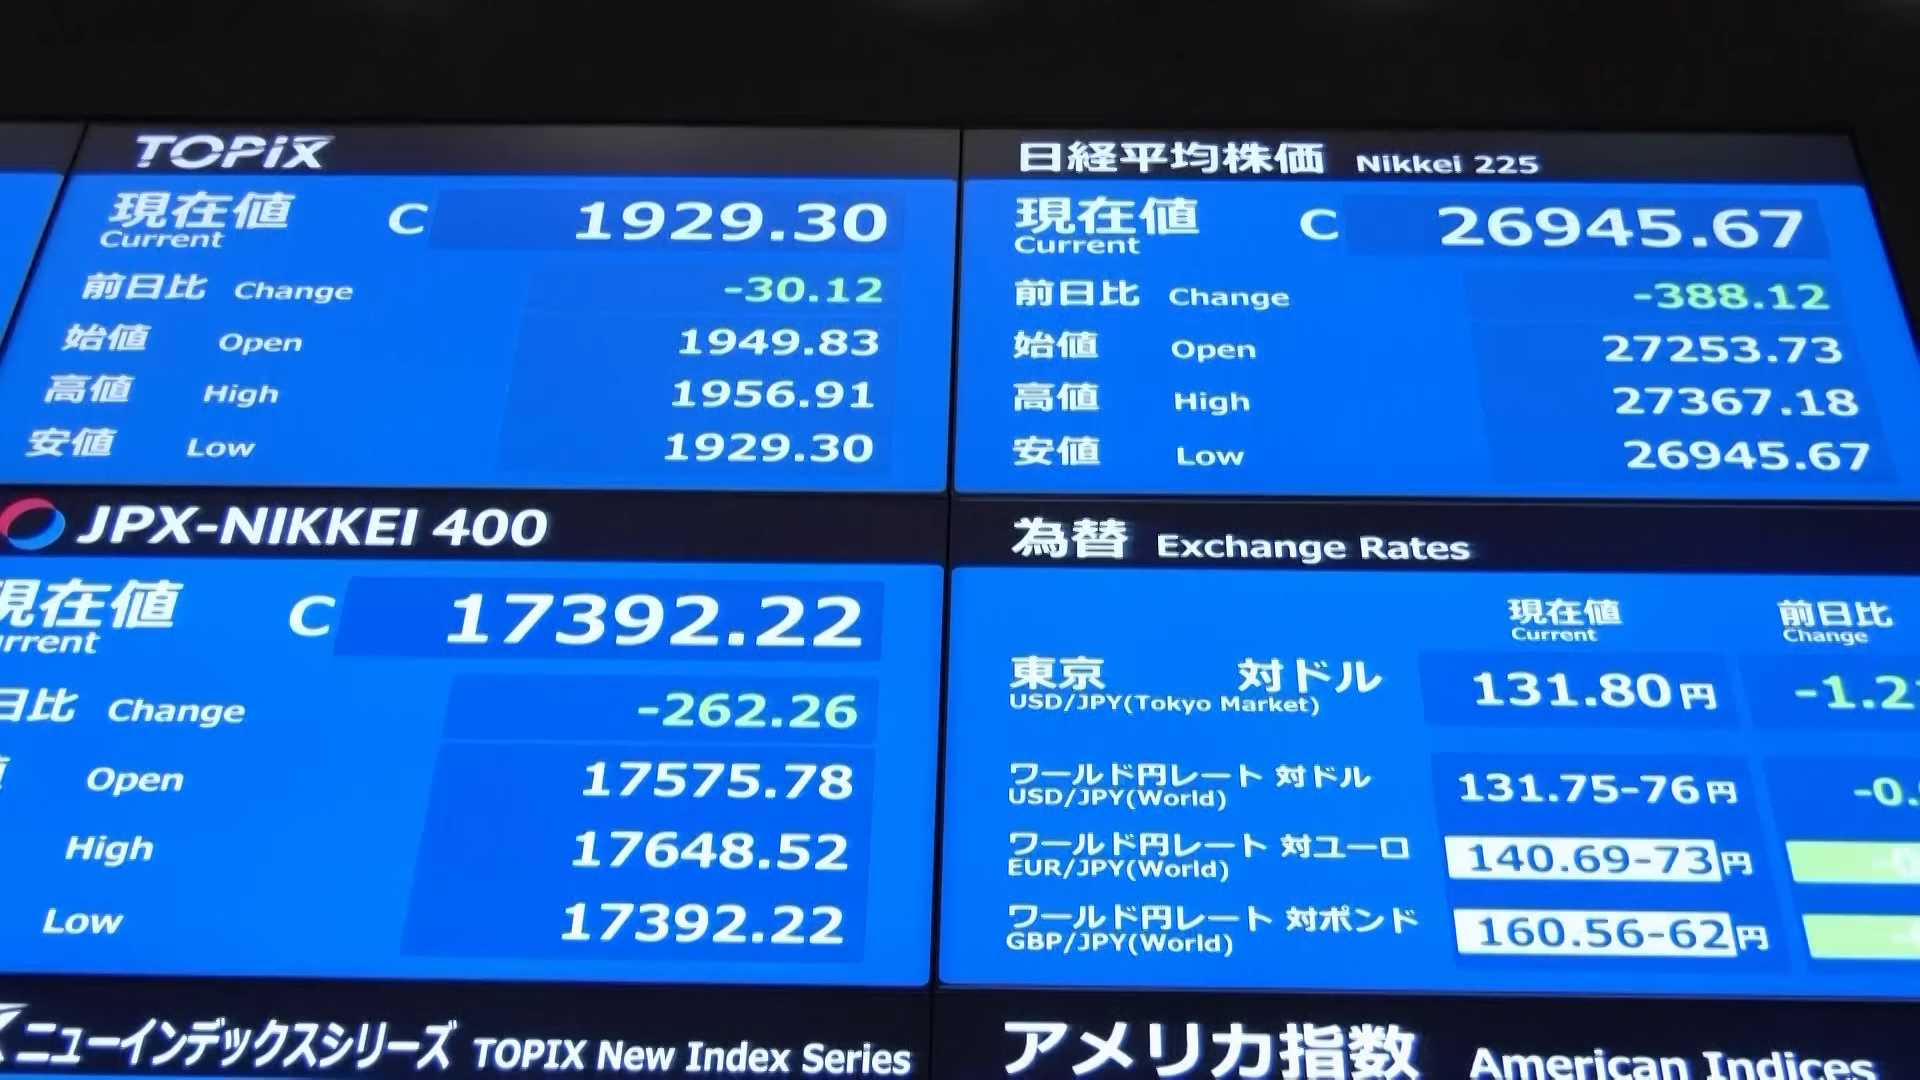 TOPIX
現在値 C 1929.30
Current
前日比 Change -30.12
始値 Open 1949.83
高値 High 1956.91
安値 Low 1929.30
日経平均株価 Nikkei 225
現在値 C 26945.67
Current
前日比 Change -388.12
始値 Open 27253.73
高値 High 27367.18
安値 Low 26945.67
JPX-NIKKEI 400
現在値 C 17392.22
rrent
日比 Change -262.26
Open 17575.78
High 17648.52
Low 17392.22
為替 Exchange Rates
現在値 前日比
Current Change
東京 対ドル 131.80円 -1.2
USD/JPY(Tokyo Market)
ワールド円レート 対ドル 131.75-76円 -0.
USD/JPY(World)
ワールド円レート 対ユーロ 140.69-73円
EUR/JPY(World)
ワールド円レート 対ポンド 160.56-62円
GBP/JPY(World)
ニューインデックスシリーズ TOPIX New Index Series
アメリカ指数 American Indices